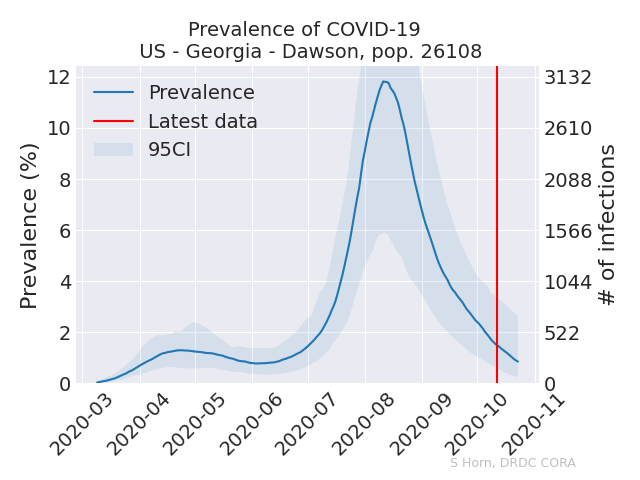 Prevalence of COVID-19
US - Georgia - Dawson, pop. 26108
Prevalence
Latest data
95CI
Prevalence (%)
12
10
8
6
4
2
0
3132
2610
2088
1566
1044
522
0
# of infections
2020-03
2020-04
2020-05
2020-06
2020-07
2020-08
2020-09
2020-10
2020-11
S Horn, DRDC CORA